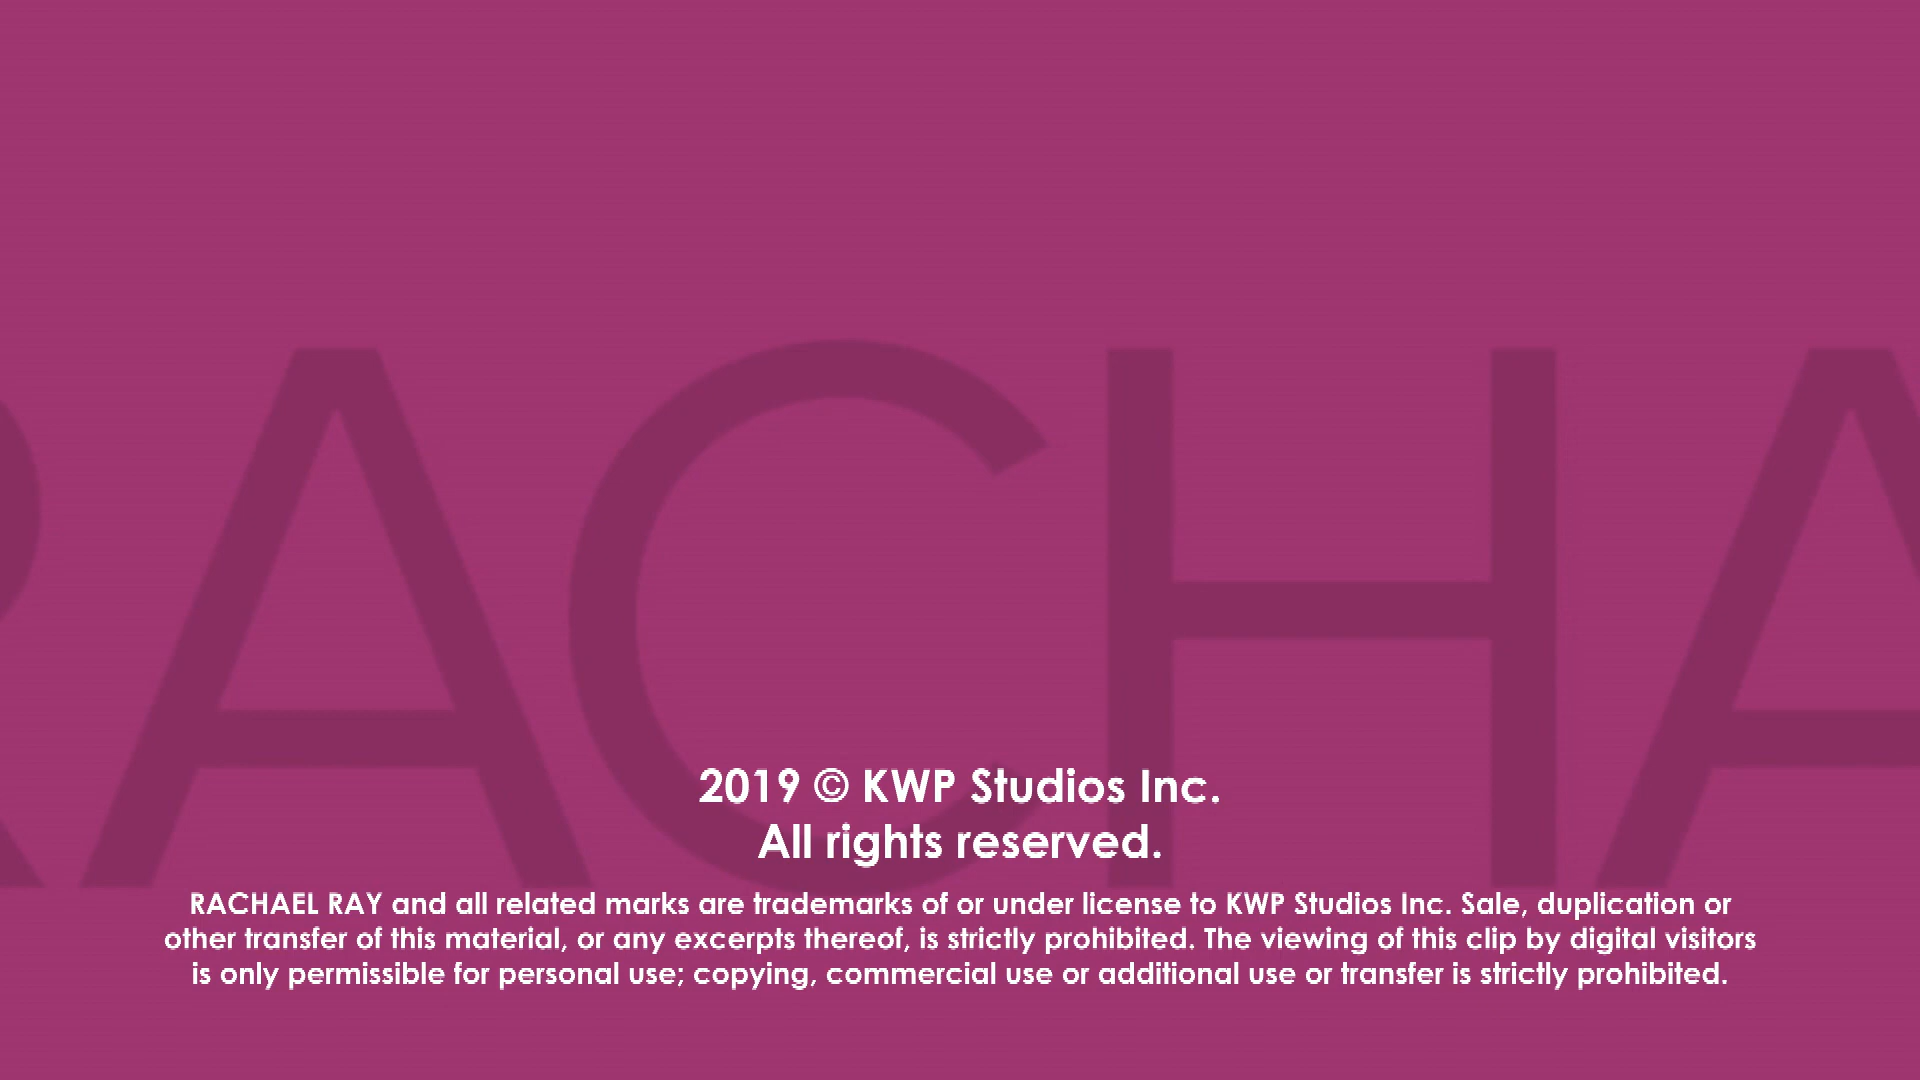 RACHA
2019 © KWP Studios Inc.
All rights reserved.
RACHAEL RAY and all related marks are trademarks of or under license to KWP Studios Inc. Sale, duplication or
other transfer of this material, or any excerpts thereof, is strictly prohibited. The viewing of this clip by digital visitors
is only permissible for personal use; copying, commercial use or additional use or transfer is strictly prohibited.